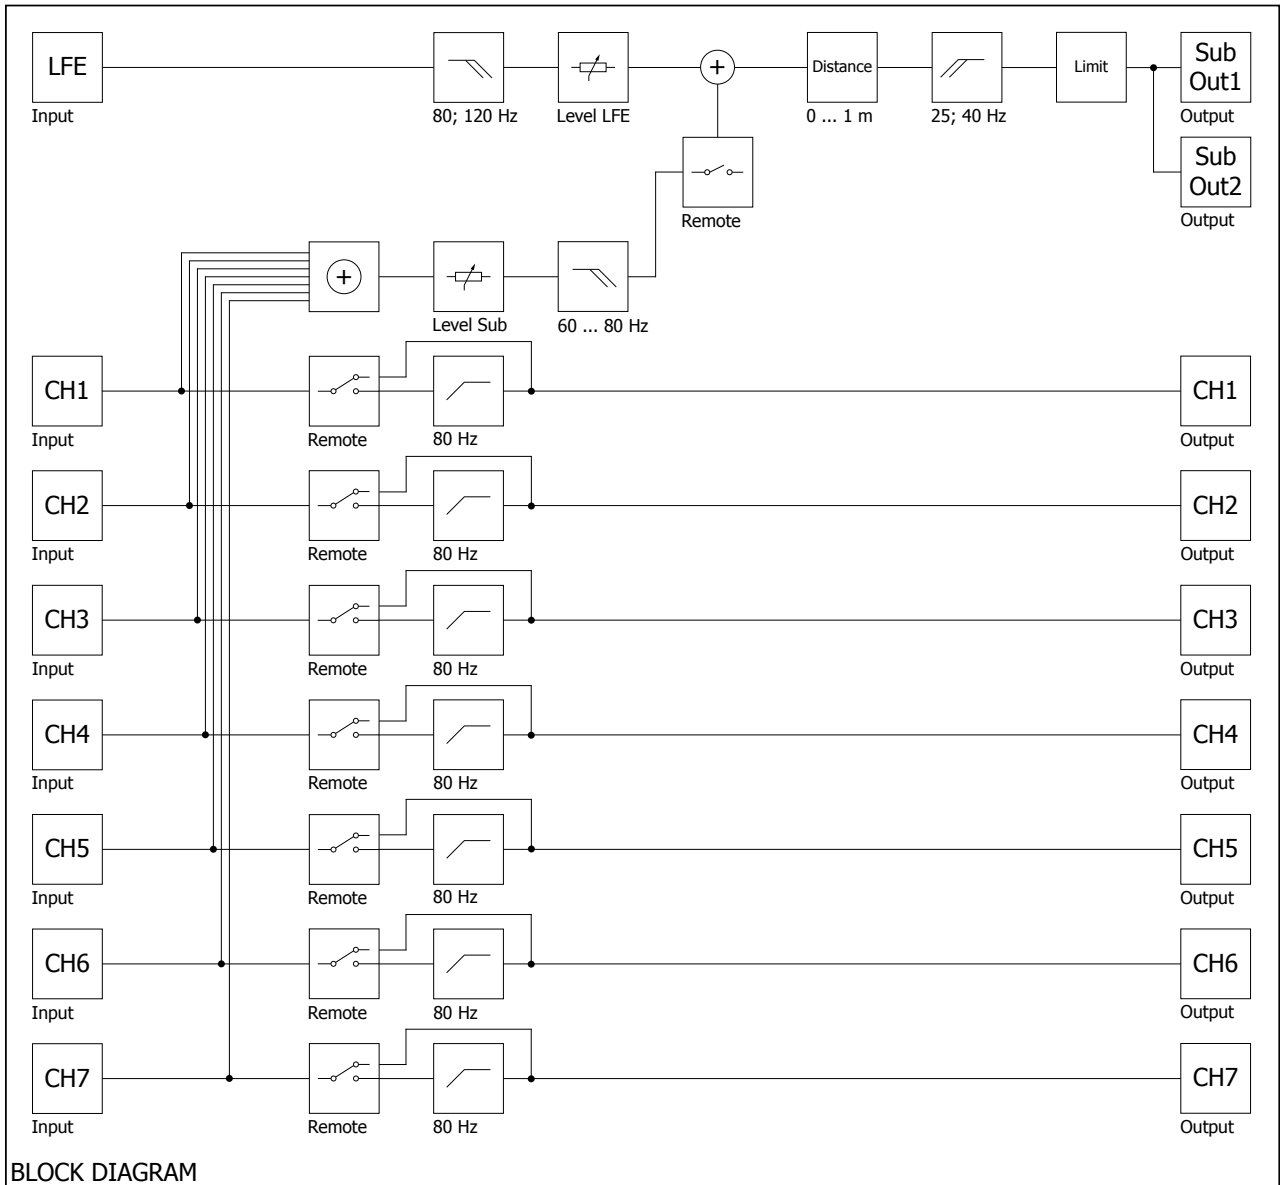 LFE
Input
80; 120 Hz
Level LFE
+
Distance
0 ... 1 m
25; 40 Hz
Limit
Sub
Out1
Output
Sub
Out2
Output
Remote
+
Level Sub
60 ... 80 Hz
CH1
Input
Remote
80 Hz
CH1
Output
CH2
Input
Remote
80 Hz
CH2
Output
CH3
Input
Remote
80 Hz
CH3
Output
CH4
Input
Remote
80 Hz
CH4
Output
CH5
Input
Remote
80 Hz
CH5
Output
CH6
Input
Remote
80 Hz
CH6
Output
CH7
Input
Remote
80 Hz
CH7
Output
BLOCK DIAGRAM